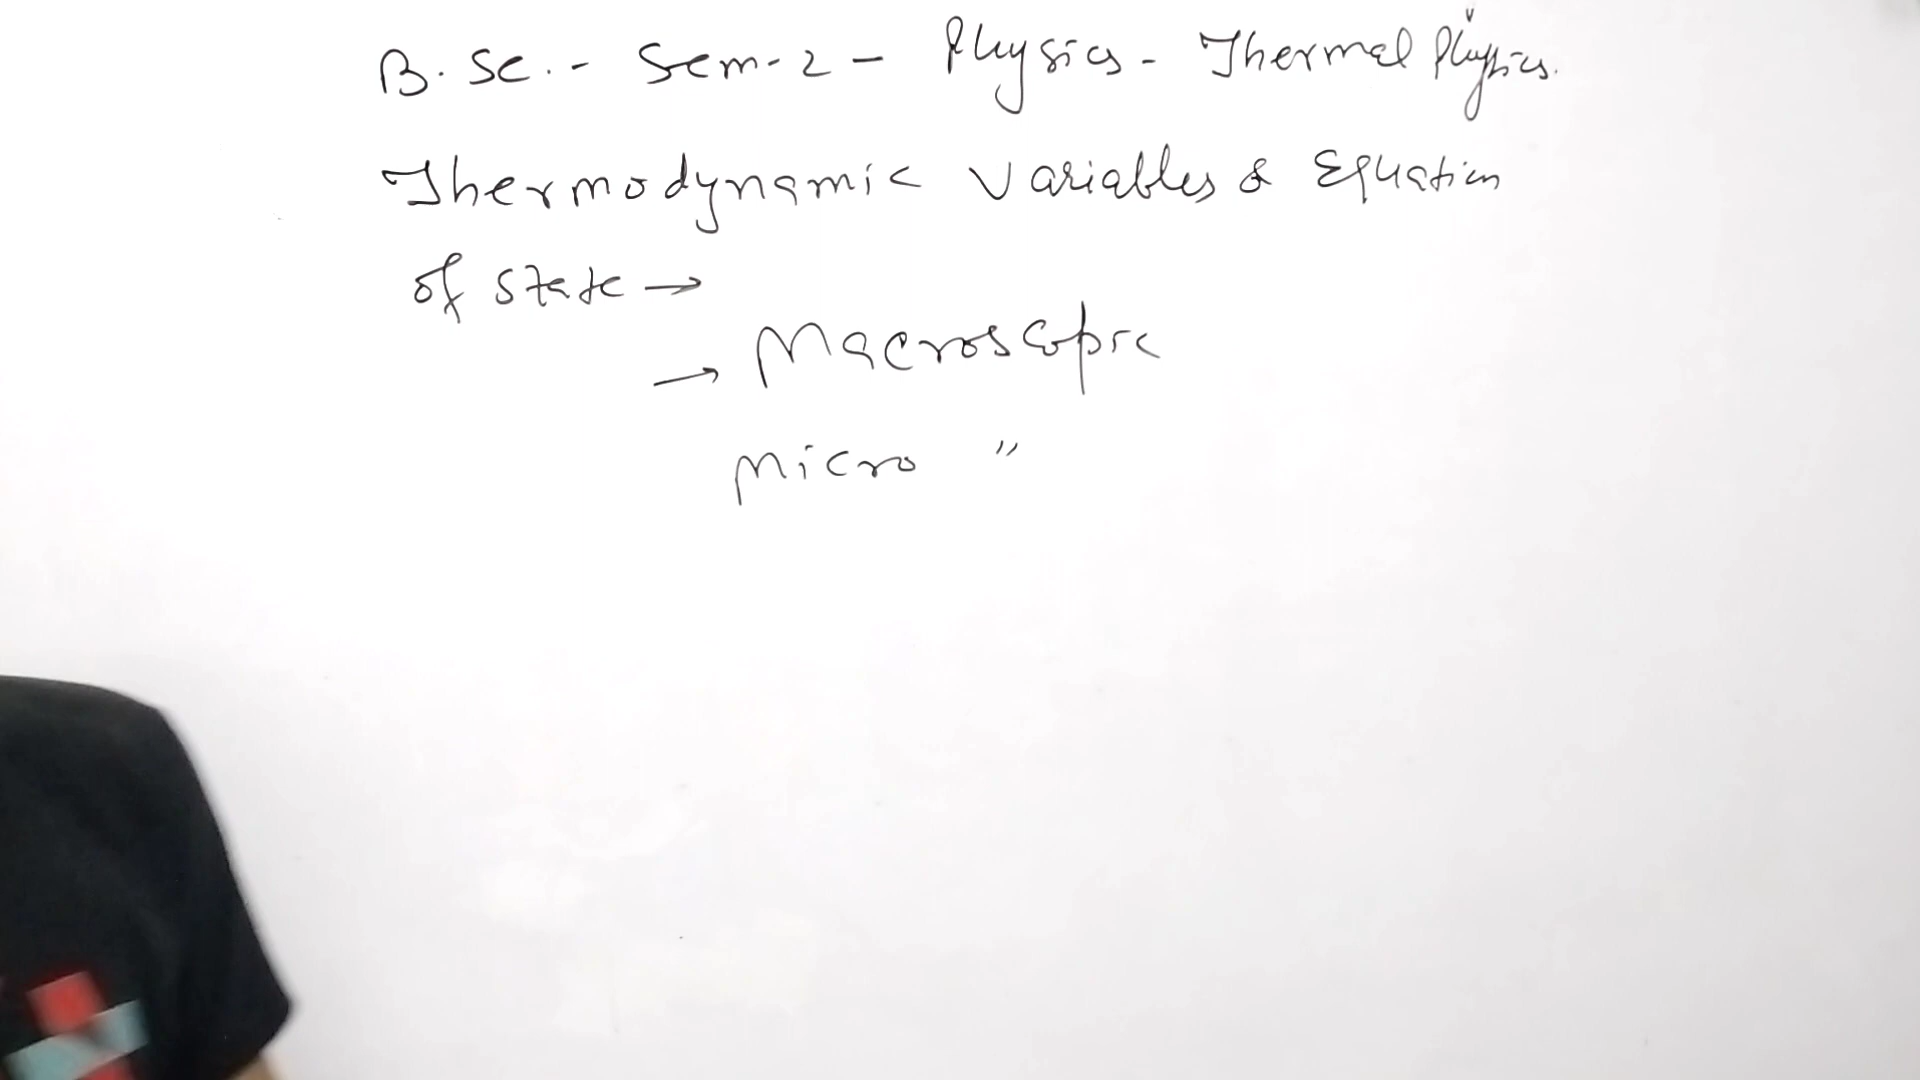 B.Sc. - Sem-2 - Physics - Thermal Physics.
Thermodynamic Variables & Equation
of state →
→ Macroscopic
Micro "